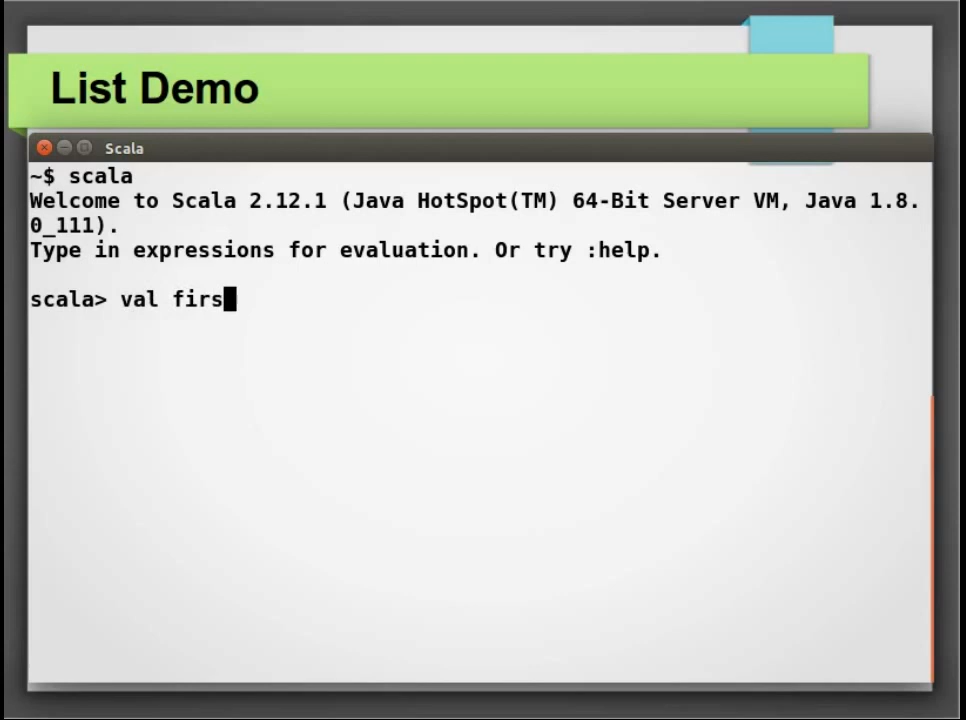 List Demo
Scala
~$ scala
Welcome to Scala 2.12.1 (Java HotSpot(TM) 64-Bit Server VM, Java 1.8.
0_111).
Type in expressions for evaluation. Or try :help.
scala> val firs